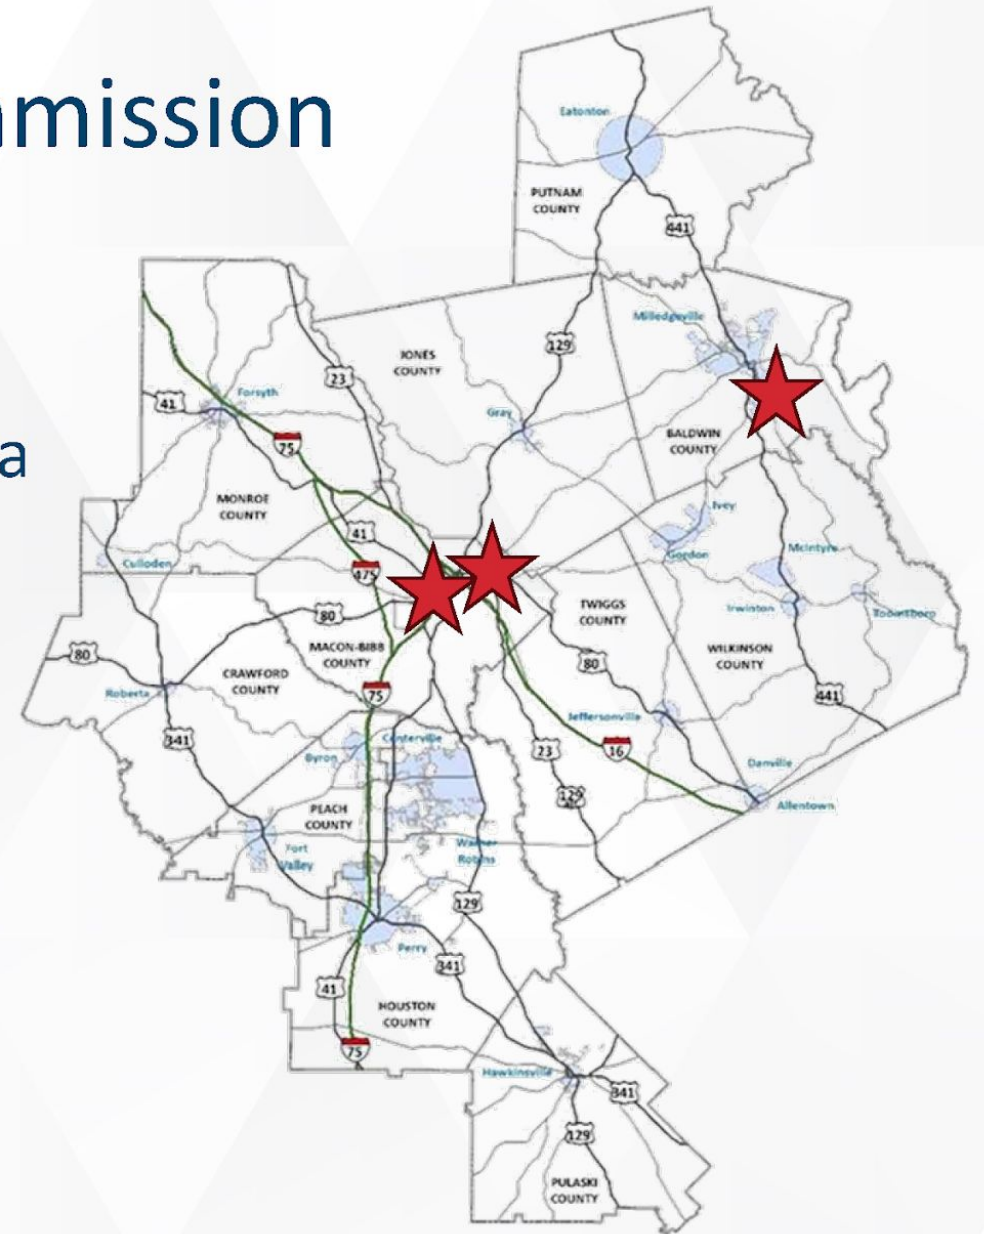 mmission
a
Eatonton
PUTNAM
COUNTY
441
Milledgeville
129
JONES
COUNTY
23
41
Forsyth
Gray
75
BALDWIN
COUNTY
MONROE
COUNTY
Ivey
41
Gordon
McIntyre
Culloden
475
80
TWIGGS
COUNTY
Irwinton
Toomsboro
MACON-BIBB
COUNTY
WILKINSON
COUNTY
80
CRAWFORD
COUNTY
80
Roberta
75
441
Jeffersonville
341
Centerville
23
16
Byron
Danville
129
Allentown
PEACH
COUNTY
Fort
Valley
Warner
Robins
129
Perry
341
41
HOUSTON
COUNTY
75
Hawkinsville
341
129
PULASKI
COUNTY